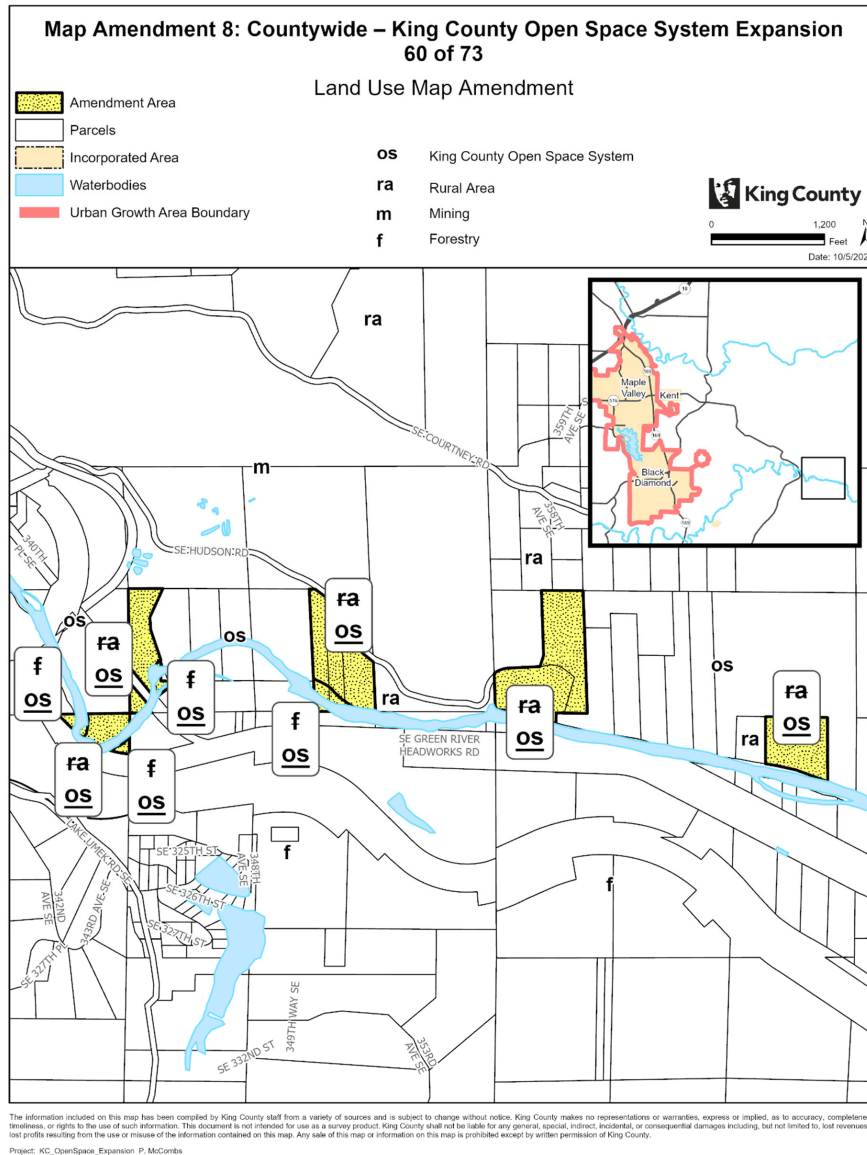 Map Amendment 8: Countywide – King County Open Space System Expansion
60 of 73
Land Use Map Amendment
Amendment Area
Parcels
Incorporated Area
Waterbodies
Urban Growth Area Boundary
os King County Open Space System
ra Rural Area
m Mining
f Forestry
King County
0 1,200
Feet
N
Date: 10/5/202
18
Maple
Valley
Kent
169
516
169
Black
Diamond
169
ra
359TH
AVE SE
S
SE COURTNEY RD
m
358TH
AVE SE
340TH
PL SE
SE HUDSON RD
ra
ra
os
os
os
ra
os
f
os
f
os
os
ra
ra
os
ra
os
ra
f
os
SE GREEN RIVER
HEADWORKS RD
ra
os
f
os
LAKE UMEK RD SE
SE 325TH ST
348TH
AVE SE
f
f
SE 326TH ST
342ND
AVE SE
343RD AVE SE
SE 327TH ST
SE 327TH PL
349TH WAY SE
353RD
AVE SE
SE 332ND ST
The information included on this map has been compiled by King County staff from a variety of sources and is subject to change without notice. King County makes no representations or warranties, express or implied, as to accuracy, completene
timeliness, or rights to the use of such information. This document is not intended for use as a survey product. King County shall not be liable for any general, special, indirect, incidental, or consequential damages including, but not limited to, lost revenues
lost profits resulting from the use or misuse of the information contained on this map. Any sale of this map or information on this map is prohibited except by written permission of King County.
Project: KC_OpenSpace_Expansion P. McCombs